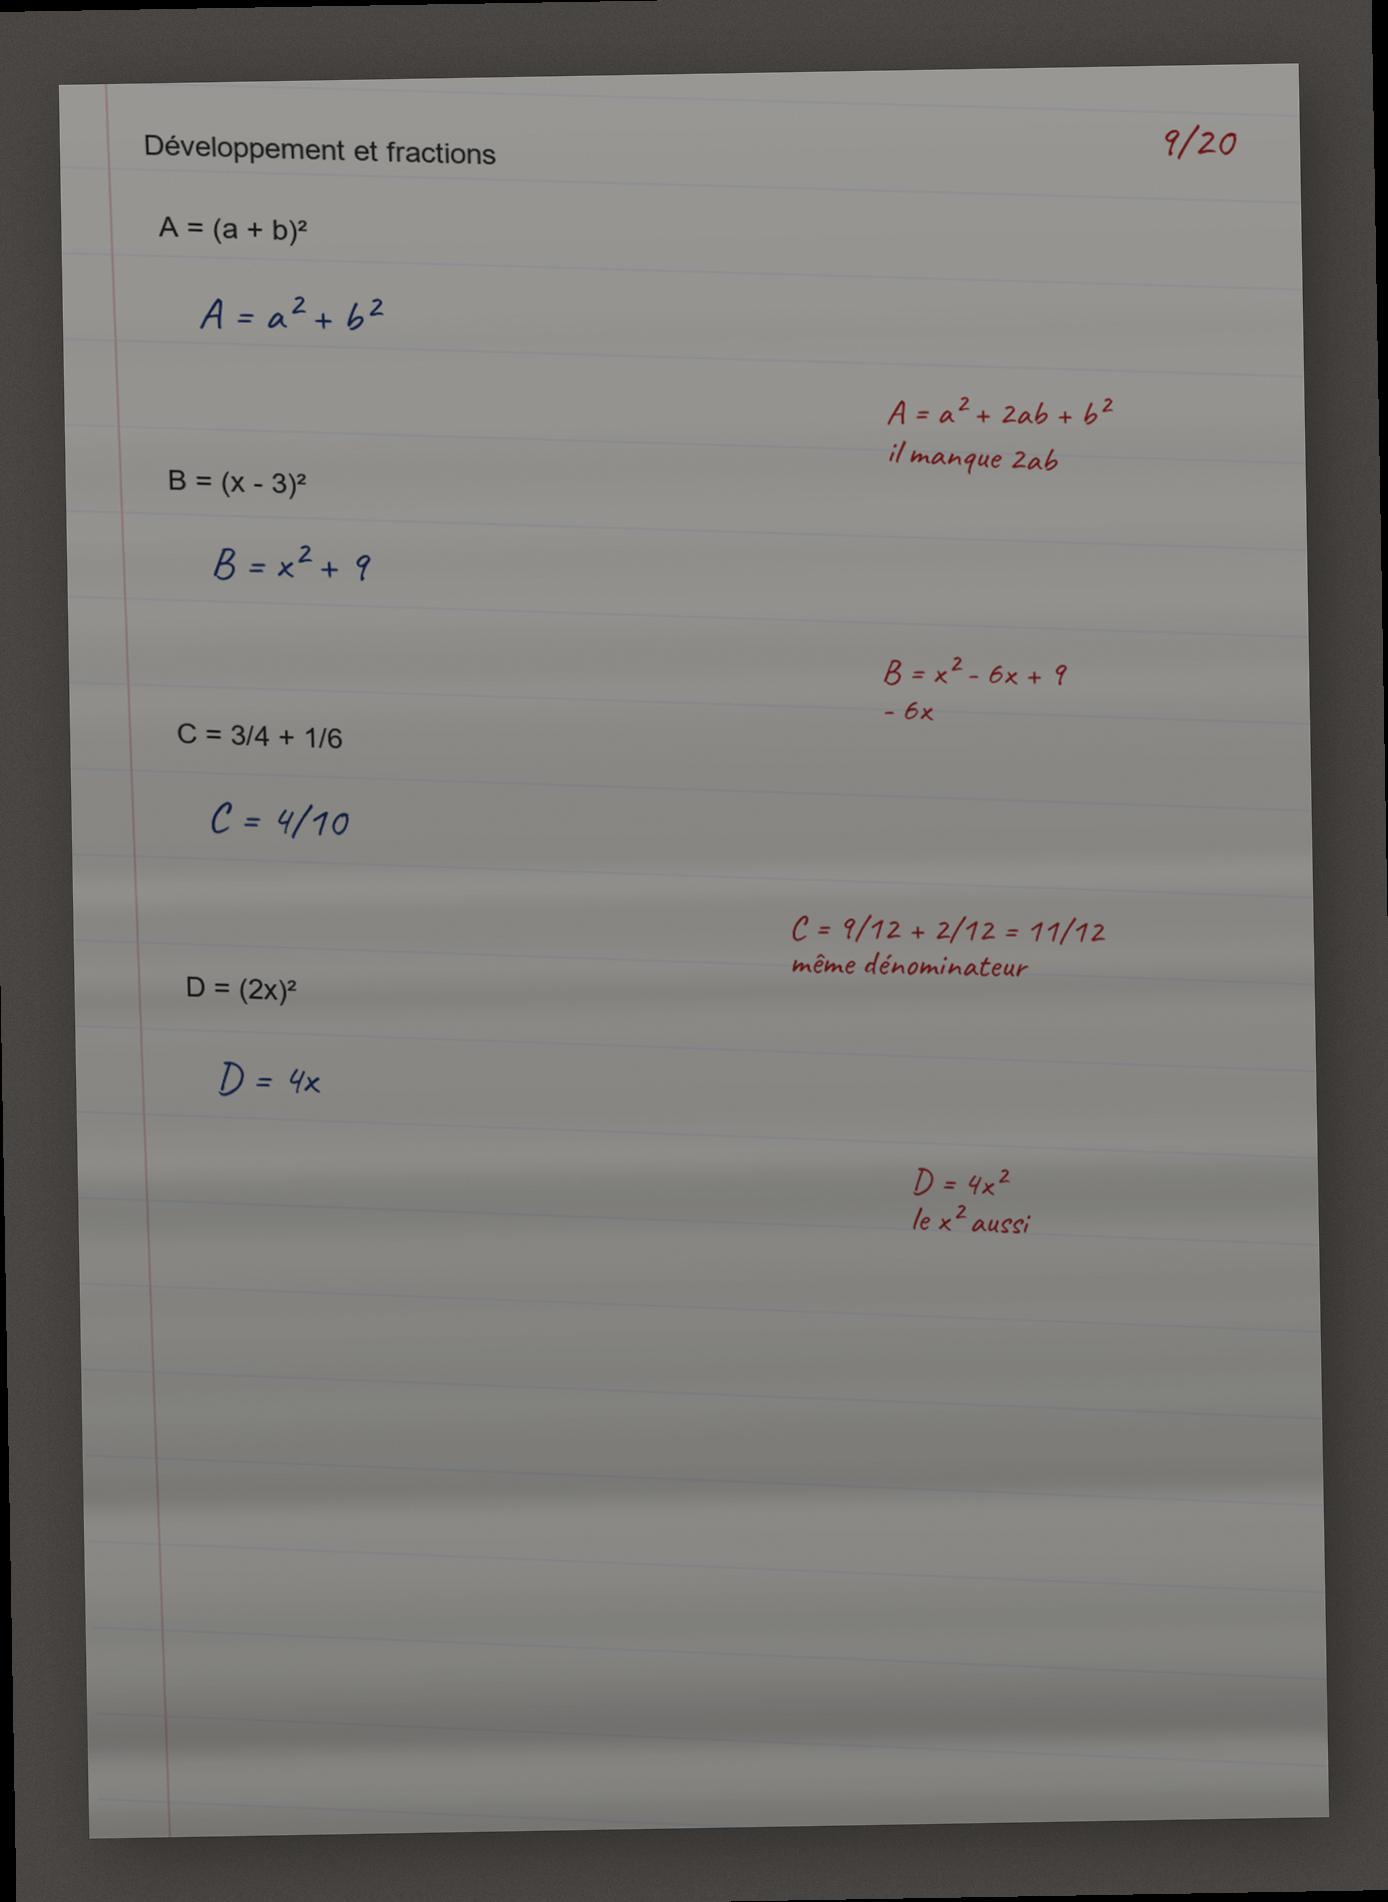 Développement et fractions
9/20
A = (a + b)²
A = a² + b²
A = a² + 2ab + b²
il manque 2ab
B = (x - 3)²
B = x² + 9
B = x² - 6x + 9
- 6x
C = 3/4 + 1/6
C = 4/10
C = 9/12 + 2/12 = 11/12
même dénominateur
D = (2x)²
D = 4x
D = 4x²
le x² aussi